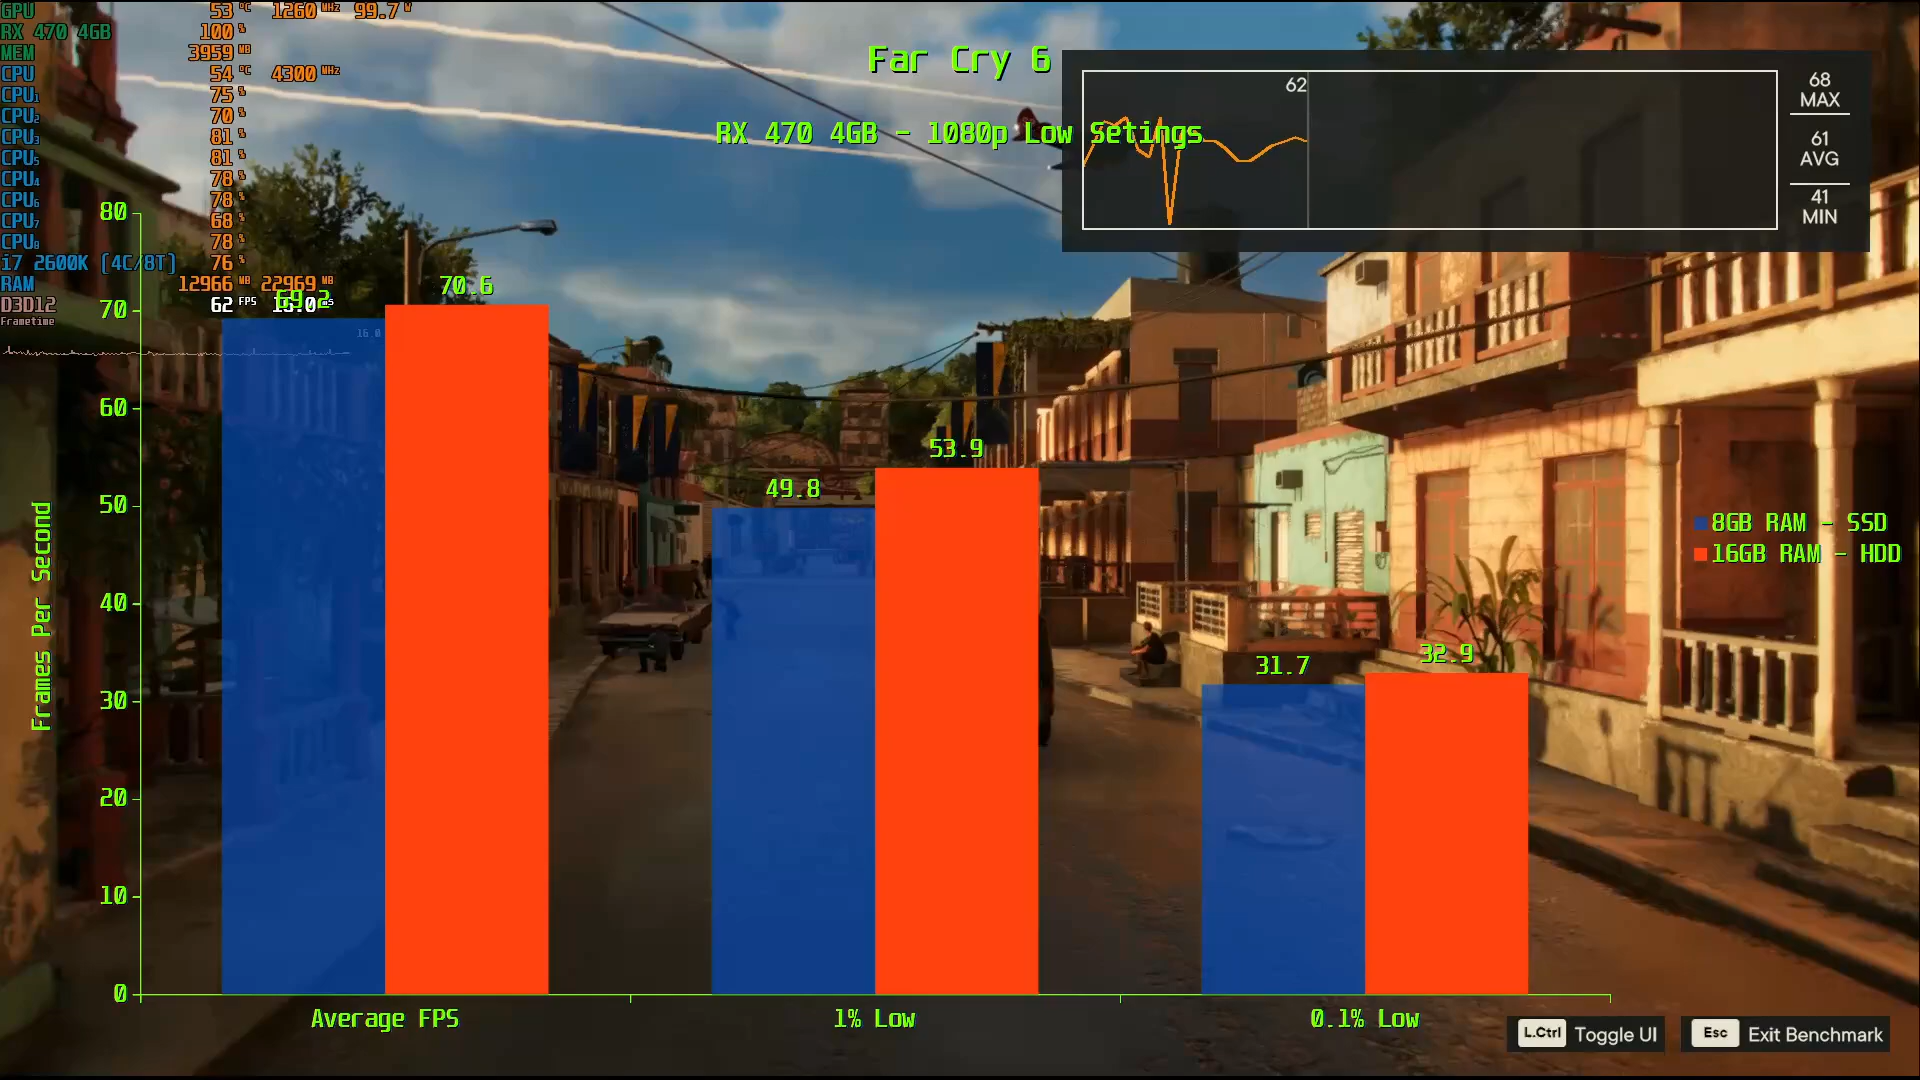 GPU 53 °C 1260 MHz 99.7 W
RX 470 4GB 100 %
MEM 3959 MB
CPU 54 °C 4300 MHz
CPU₁ 75 %
CPU₂ 70 %
CPU₃ 81 %
CPU₅ 81 %
CPU₄ 78 %
CPU₆ 78 %
CPU₇ 68 %
CPU₈ 78 %
i7 2600K [4C/8T] 76 %
RAM 12966 MB 22969 MB
D3D12 62 FPS
Frametime
16.0
Far Cry 6
RX 470 4GB - 1080p Low Setings
62
68
MAX
61
AVG
41
MIN
Frames Per Second
80
70
60
50
40
30
20
10
0
69.2
70.6
49.8
53.9
31.7
32.9
Average FPS
1% Low
0.1% Low
8GB RAM - SSD
16GB RAM - HDD
L.Ctrl Toggle UI
Esc Exit Benchmark